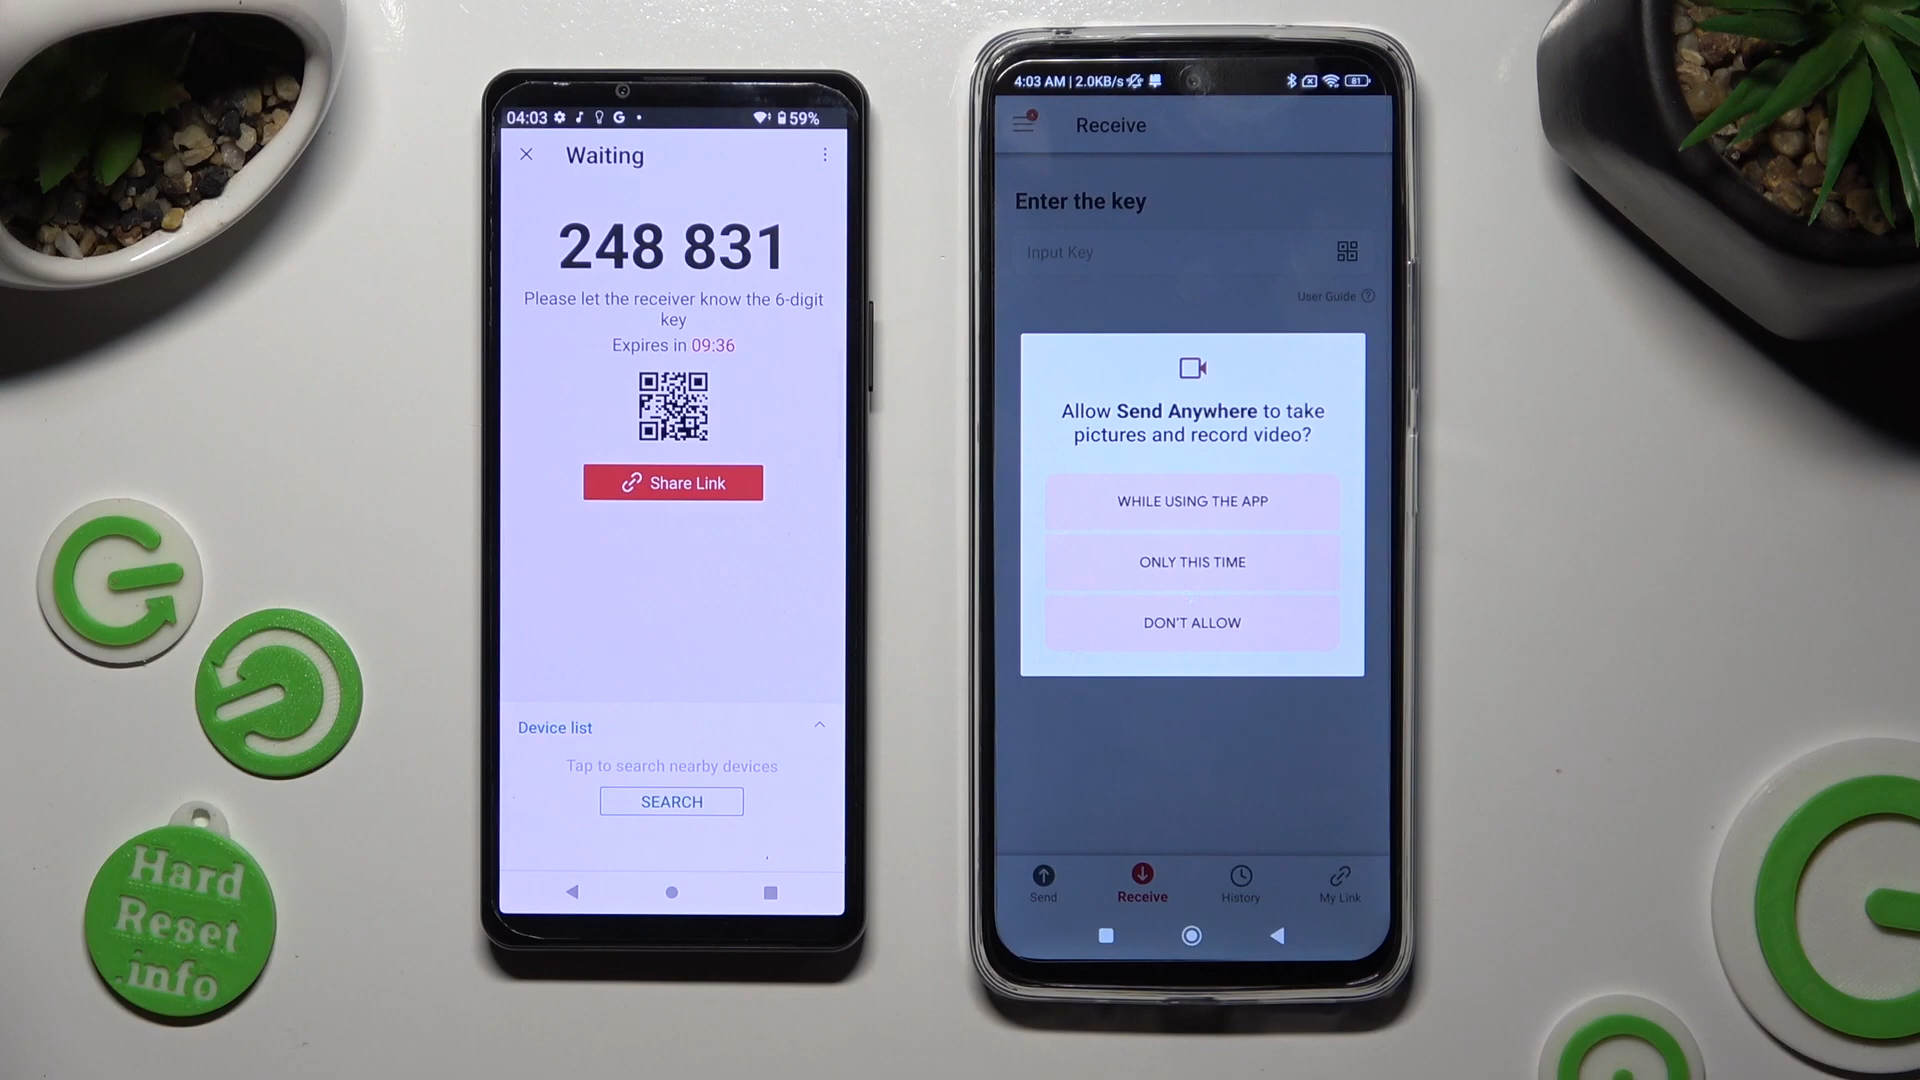 04:03 G 59%
Waiting
248 831
Please let the receiver know the 6-digit
key
Expires in 09:36
Share Link
Device list
Tap to search nearby devices
SEARCH
4:03 AM | 2.0KB/s 81
Receive
Enter the key
Input Key
User Guide ?
Allow Send Anywhere to take
pictures and record video?
WHILE USING THE APP
ONLY THIS TIME
DON'T ALLOW
Send Receive History My Link
Hard
Reset
.info